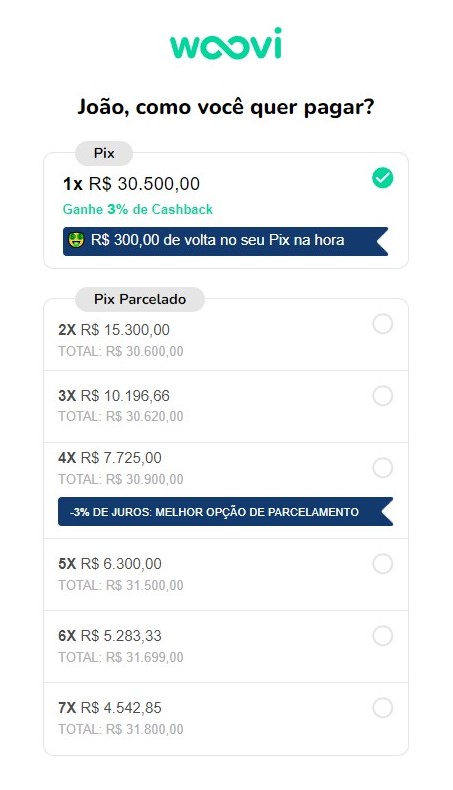 woovi
João, como você quer pagar?
Pix
1x R$ 30.500,00
Ganhe 3% de Cashback
🤑 R$ 300,00 de volta no seu Pix na hora
Pix Parcelado
2X R$ 15.300,00
TOTAL: R$ 30.600,00
3X R$ 10.196,66
TOTAL: R$ 30.620,00
4X R$ 7.725,00
TOTAL: R$ 30.900,00
-3% DE JUROS: MELHOR OPÇÃO DE PARCELAMENTO
5X R$ 6.300,00
TOTAL: R$ 31.500,00
6X R$ 5.283,33
TOTAL: R$ 31.699,00
7X R$ 4.542,85
TOTAL: R$ 31.800,00